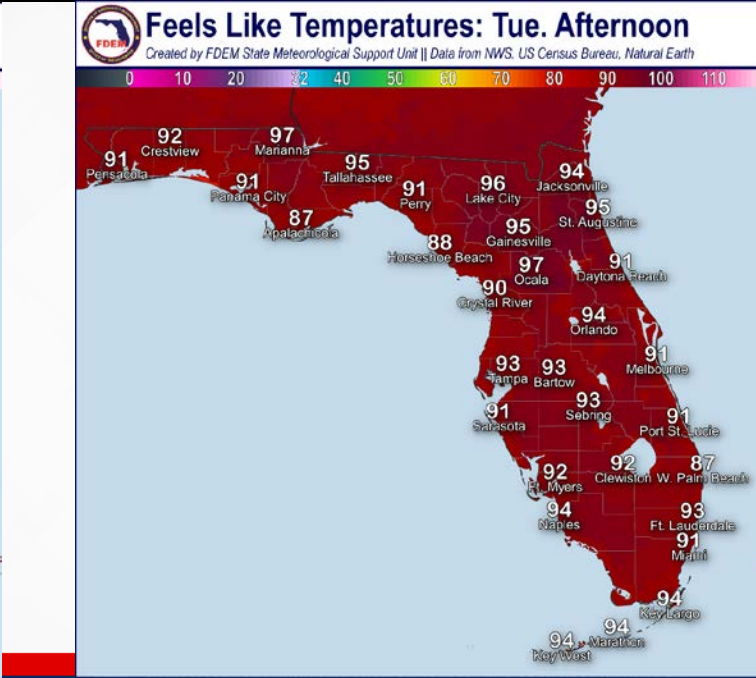 FDEM
Feels Like Temperatures: Tue. Afternoon
Created by FDEM State Meteorological Support Unit || Data from NWS, US Census Bureau, Natural Earth
0 10 20 32 40 50 60 70 80 90 100 110
92
Crestview
97
Marianna
91
Pensacola
95
Tallahassee
91
Panama City
91
Perry
96
Lake City
94
Jacksonville
87
Apalachicola
95
St. Augustine
95
Gainesville
88
Horseshoe Beach
97
Ocala
91
Daytona Beach
90
Crystal River
94
Orlando
91
Melbourne
93
Tampa
93
Bartow
93
Sebring
91
Sarasota
91
Port St. Lucie
92
Ft. Myers
92
Clewiston
87
W. Palm Beach
94
Naples
93
Ft. Lauderdale
91
Miami
94
Key Largo
94
Marathon
94
Key West